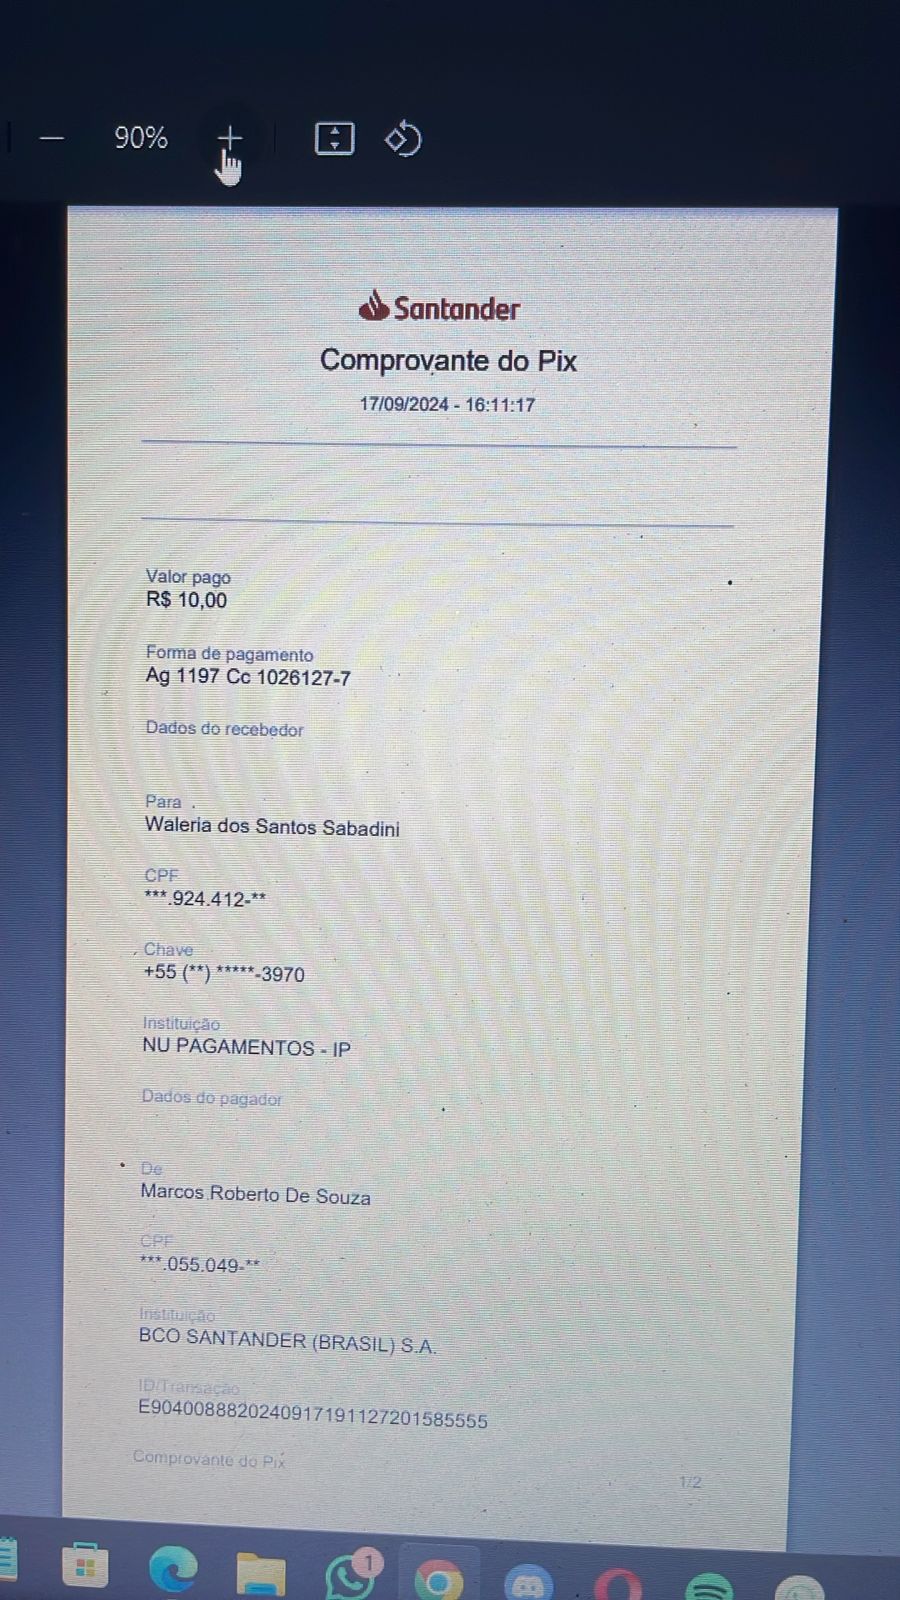 90%
Santander
Comprovante do Pix
17/09/2024 - 16:11:17
Valor pago
R$ 10,00
Forma de pagamento
Ag 1197 Cc 1026127-7
Dados do recebedor
Para
Waleria dos Santos Sabadini
CPF
***.924.412-**
Chave
+55 (**) *****-3970
Instituição
NU PAGAMENTOS - IP
Dados do pagador
De
Marcos Roberto De Souza
CPF
***.055.049-**
Instituição
BCO SANTANDER (BRASIL) S.A.
ID/Transação
E9040088820240917191127201585555
Comprovante do Pix
1/2
1